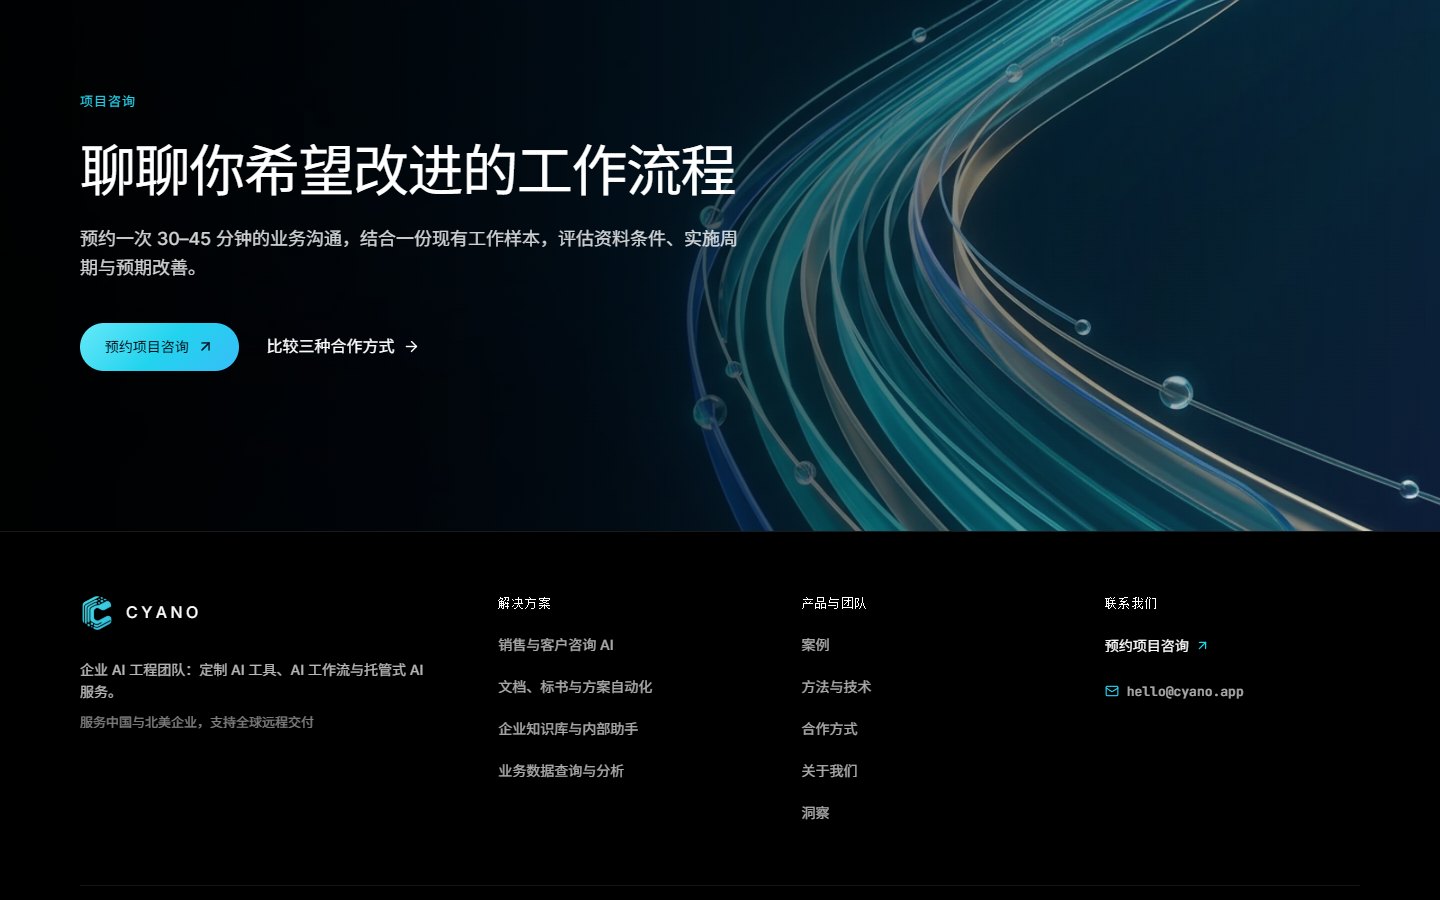 项目咨询
聊聊你希望改进的工作流程
预约一次 30–45 分钟的业务沟通，结合一份现有工作样本，评估资料条件、实施周
期与预期改善。
预约项目咨询
比较三种合作方式
CYANO
企业 AI 工程团队：定制 AI 工具、AI 工作流与托管式 AI
服务。
服务中国与北美企业，支持全球远程交付
解决方案
销售与客户咨询 AI
文档、标书与方案自动化
企业知识库与内部助手
业务数据查询与分析
产品与团队
案例
方法与技术
合作方式
关于我们
洞察
联系我们
预约项目咨询
hello@cyano.app